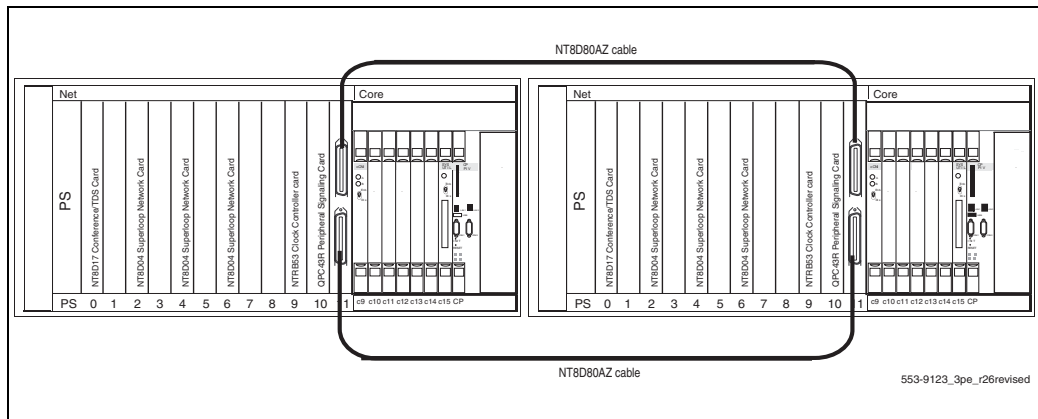 NT8D80AZ cable
Net
Core
PS
NT8D17 Conference/TDS Card
NT8D04 Superloop Network Card
NT8D04 Superloop Network Card
NT8D04 Superloop Network Card
NTRB53 Clock Controller card
QPC43R Peripheral Signaling Card
PS 0 1 2 3 4 5 6 7 8 9 10
c9 c10 c11 c12 c13 c14 c15 CP
Net
Core
PS
NT8D17 Conference/TDS Card
NT8D04 Superloop Network Card
NT8D04 Superloop Network Card
NT8D04 Superloop Network Card
NTRB53 Clock Controller card
QPC43R Peripheral Signaling Card
PS 0 1 2 3 4 5 6 7 8 9 10
c9 c10 c11 c12 c13 c14 c15 CP
NT8D80AZ cable
553-9123_3pe_r26revised